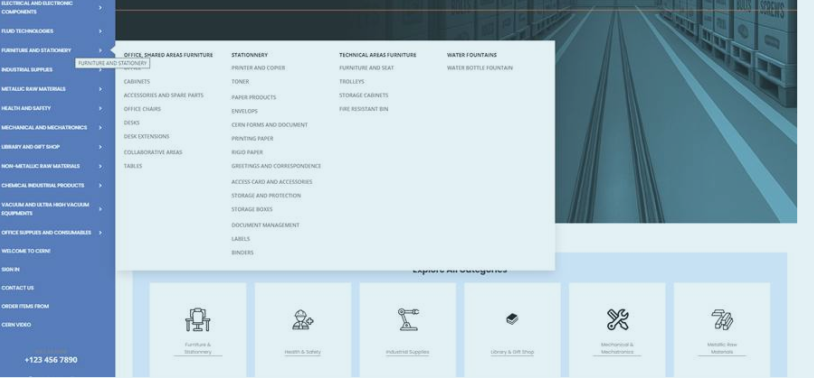 ELECTRICAL AND ELECTRONIC
COMPONENTS
FLUID TECHNOLOGIES
FURNITURE AND STATIONERY
INDUSTRIAL SUPPLIES
METALLIC RAW MATERIALS
HEALTH AND SAFETY
MECHANICAL AND MECHATRONICS
LIBRARY AND GIFT SHOP
NON-METALLIC RAW MATERIALS
CHEMICAL INDUSTRIAL PRODUCTS
VACUUM AND ULTRA HIGH VACUUM
EQUIPMENTS
OFFICE SUPPLIES AND CONSUMABLES
WELCOME TO CERN!
SIGN IN
CONTACT US
ORDER ITEMS FROM
CERN VIDEO
+123 456 7890
FURNITURE AND STATIONERY
OFFICE, SHARED AREAS FURNITURE
CABINETS
ACCESSORIES AND SPARE PARTS
OFFICE CHAIRS
DESKS
DESK EXTENSIONS
COLLABORATIVE AREAS
TABLES
STATIONNERY
PRINTER AND COPIER
TONER
PAPER PRODUCTS
ENVELOPS
CERN FORMS AND DOCUMENT
PRINTING PAPER
RIGID PAPER
GREETINGS AND CORRESPONDENCE
ACCESS CARD AND ACCESSORIES
STORAGE AND PROTECTION
STORAGE BOXES
DOCUMENT MANAGEMENT
LABELS
BINDERS
TECHNICAL AREAS FURNITURE
FURNITURE AND SEAT
TROLLEYS
STORAGE CABINETS
FIRE RESISTANT BIN
WATER FOUNTAINS
WATER BOTTLE FOUNTAIN
Explore All Categories
Furniture &
Stationnery
Health & Safety
Industrial Supplies
Library & Gift Shop
Mechanical &
Mechatronics
Metallic Raw
Materials